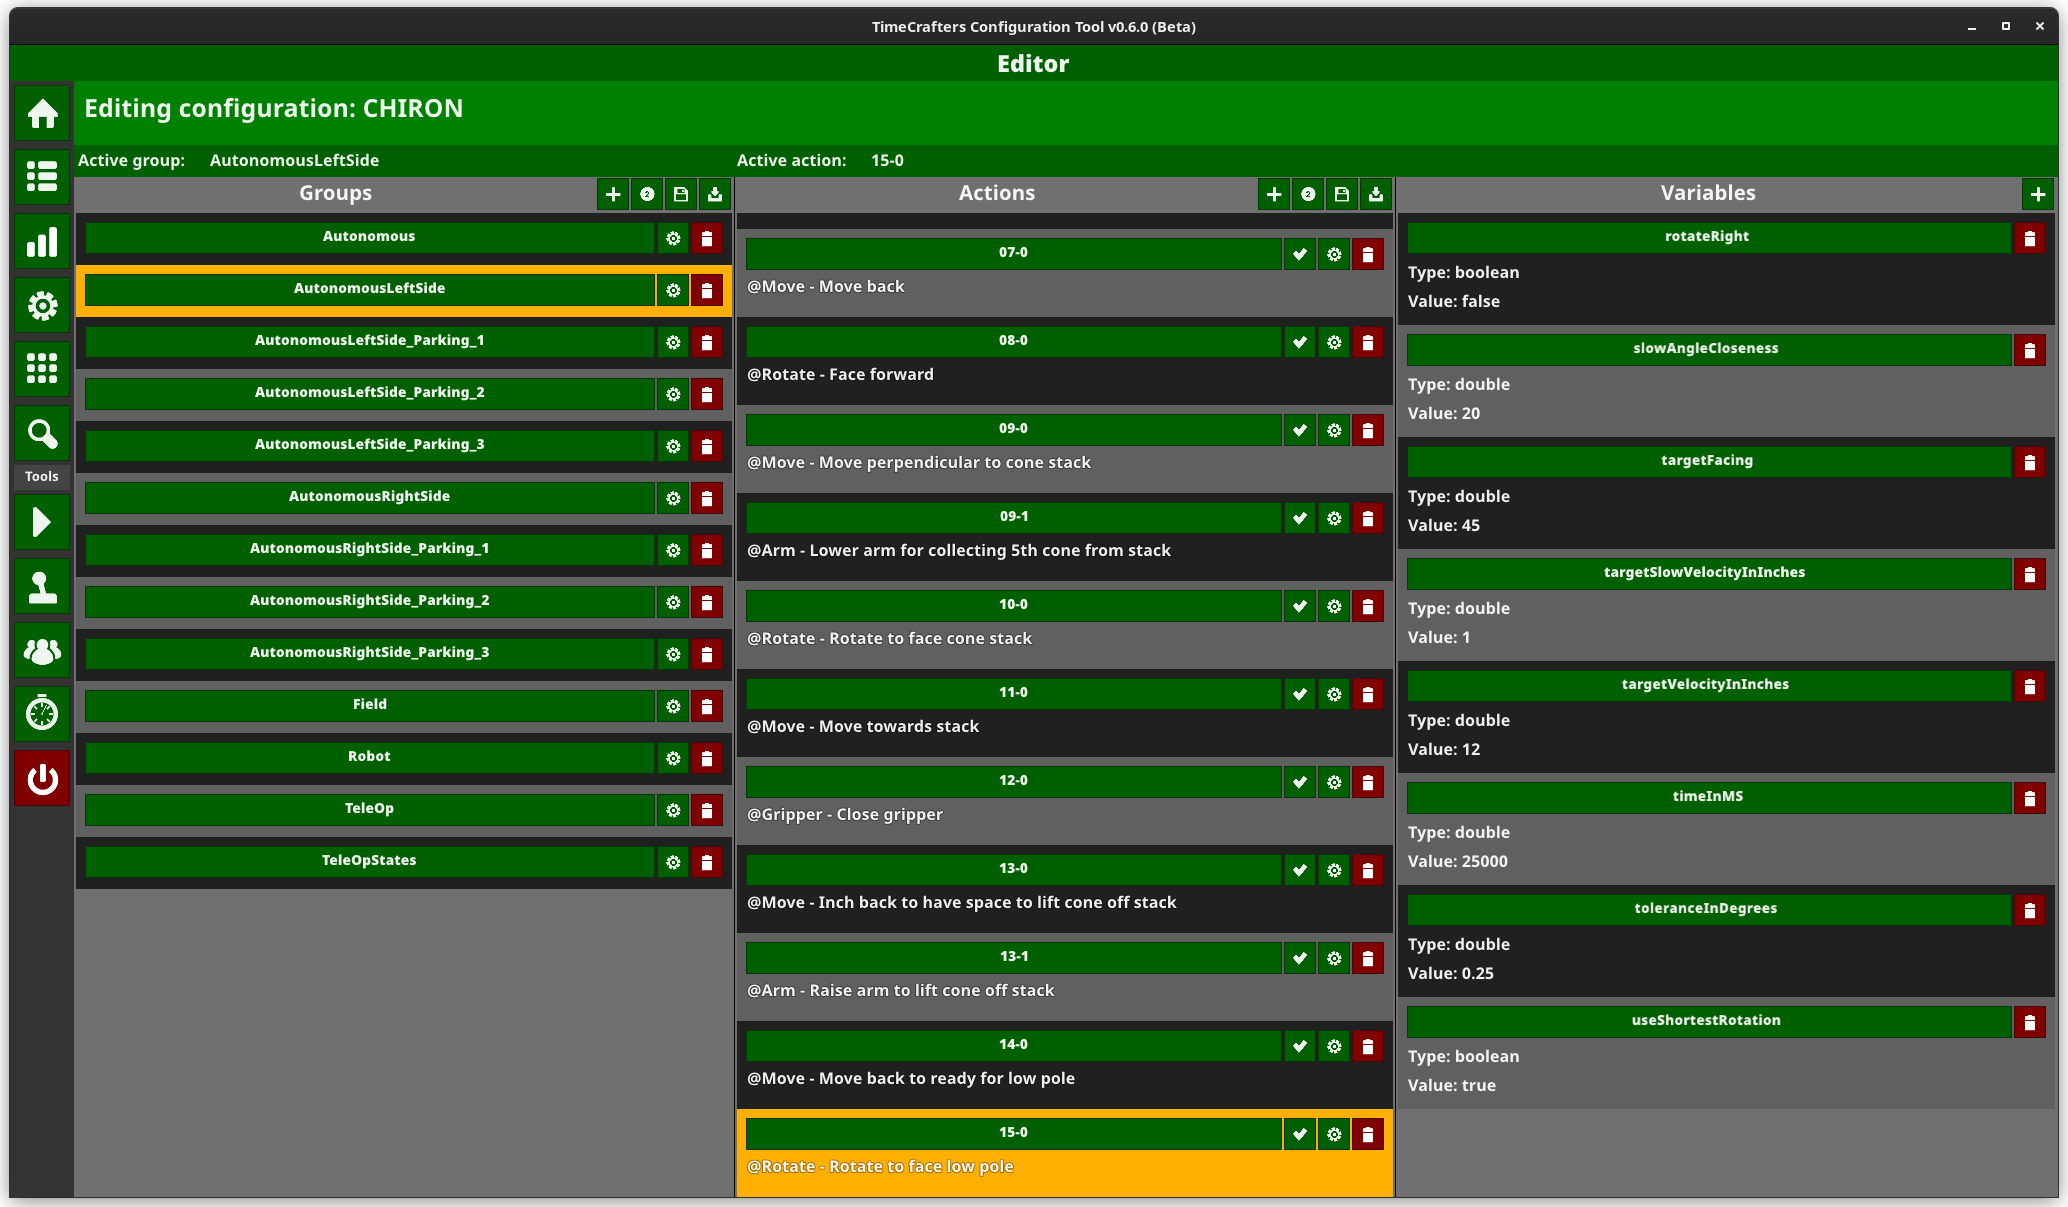 TimeCrafters Configuration Tool v0.6.0 (Beta)
Editor
Editing configuration: CHIRON
Active group: AutonomousLeftSide
Active action: 15-0
Tools
Groups
Autonomous
AutonomousLeftSide
AutonomousLeftSide_Parking_1
AutonomousLeftSide_Parking_2
AutonomousLeftSide_Parking_3
AutonomousRightSide
AutonomousRightSide_Parking_1
AutonomousRightSide_Parking_2
AutonomousRightSide_Parking_3
Field
Robot
TeleOp
TeleOpStates
Actions
07-0
@Move - Move back
08-0
@Rotate - Face forward
09-0
@Move - Move perpendicular to cone stack
09-1
@Arm - Lower arm for collecting 5th cone from stack
10-0
@Rotate - Rotate to face cone stack
11-0
@Move - Move towards stack
12-0
@Gripper - Close gripper
13-0
@Move - Inch back to have space to lift cone off stack
13-1
@Arm - Raise arm to lift cone off stack
14-0
@Move - Move back to ready for low pole
15-0
@Rotate - Rotate to face low pole
Variables
rotateRight
Type: boolean
Value: false
slowAngleCloseness
Type: double
Value: 20
targetFacing
Type: double
Value: 45
targetSlowVelocityInInches
Type: double
Value: 1
targetVelocityInInches
Type: double
Value: 12
timeInMS
Type: double
Value: 25000
toleranceInDegrees
Type: double
Value: 0.25
useShortestRotation
Type: boolean
Value: true